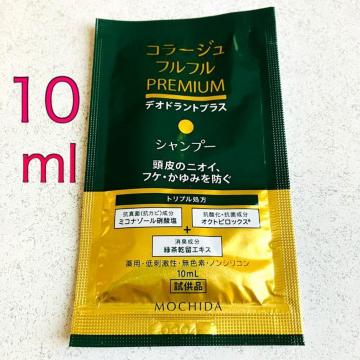 10
ml
コラージュ
フルフル
PREMIUM
デオドラントプラス
シャンプー
頭皮のニオイ、
フケ・かゆみを防ぐ
トリプル処方
抗真菌(抗カビ)成分
ミコナゾール硝酸塩
抗酸化・抗菌成分
オクトピロックス®
+
消臭成分
緑茶乾留エキス
薬用・低刺激性・無色素・ノンシリコン
10mL
試供品
MOCHIDA